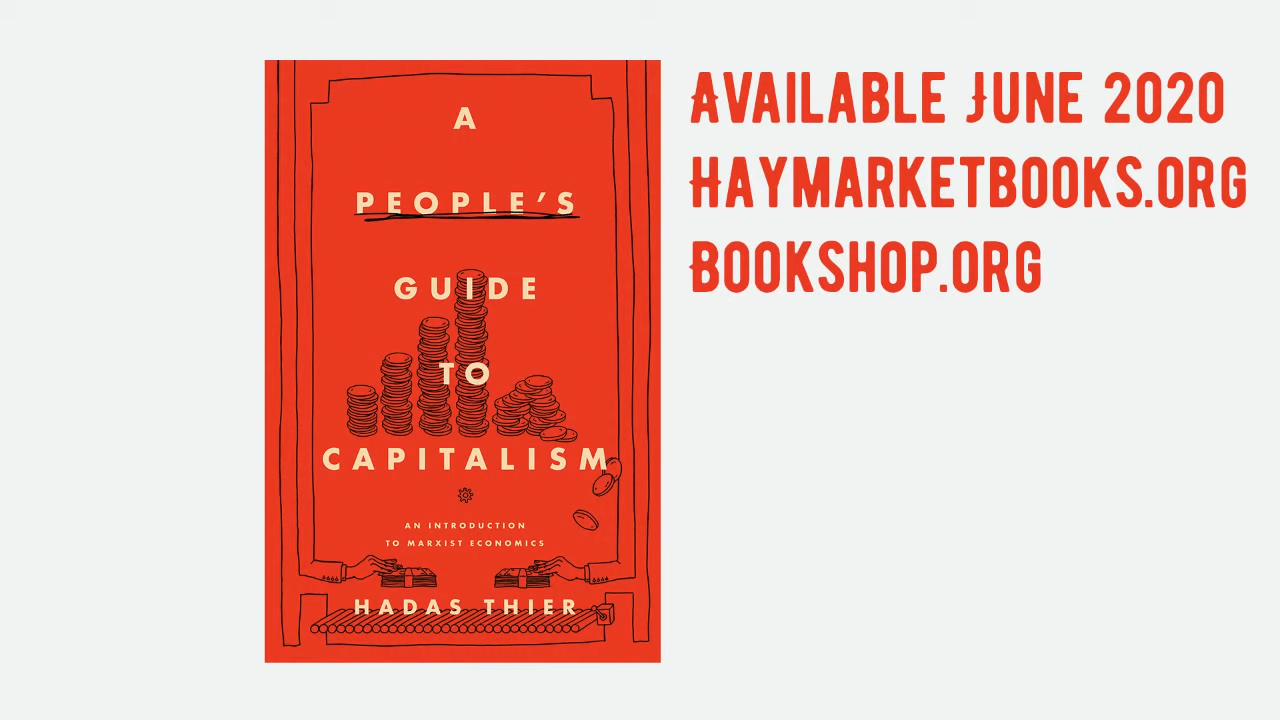 A
PEOPLE'S
GUIDE
TO
CAPITALISM
AN INTRODUCTION
TO MARXIST ECONOMICS
HADAS THIER
AVAILABLE JUNE 2020
HAYMARKETBOOKS.ORG
BOOKSHOP.ORG